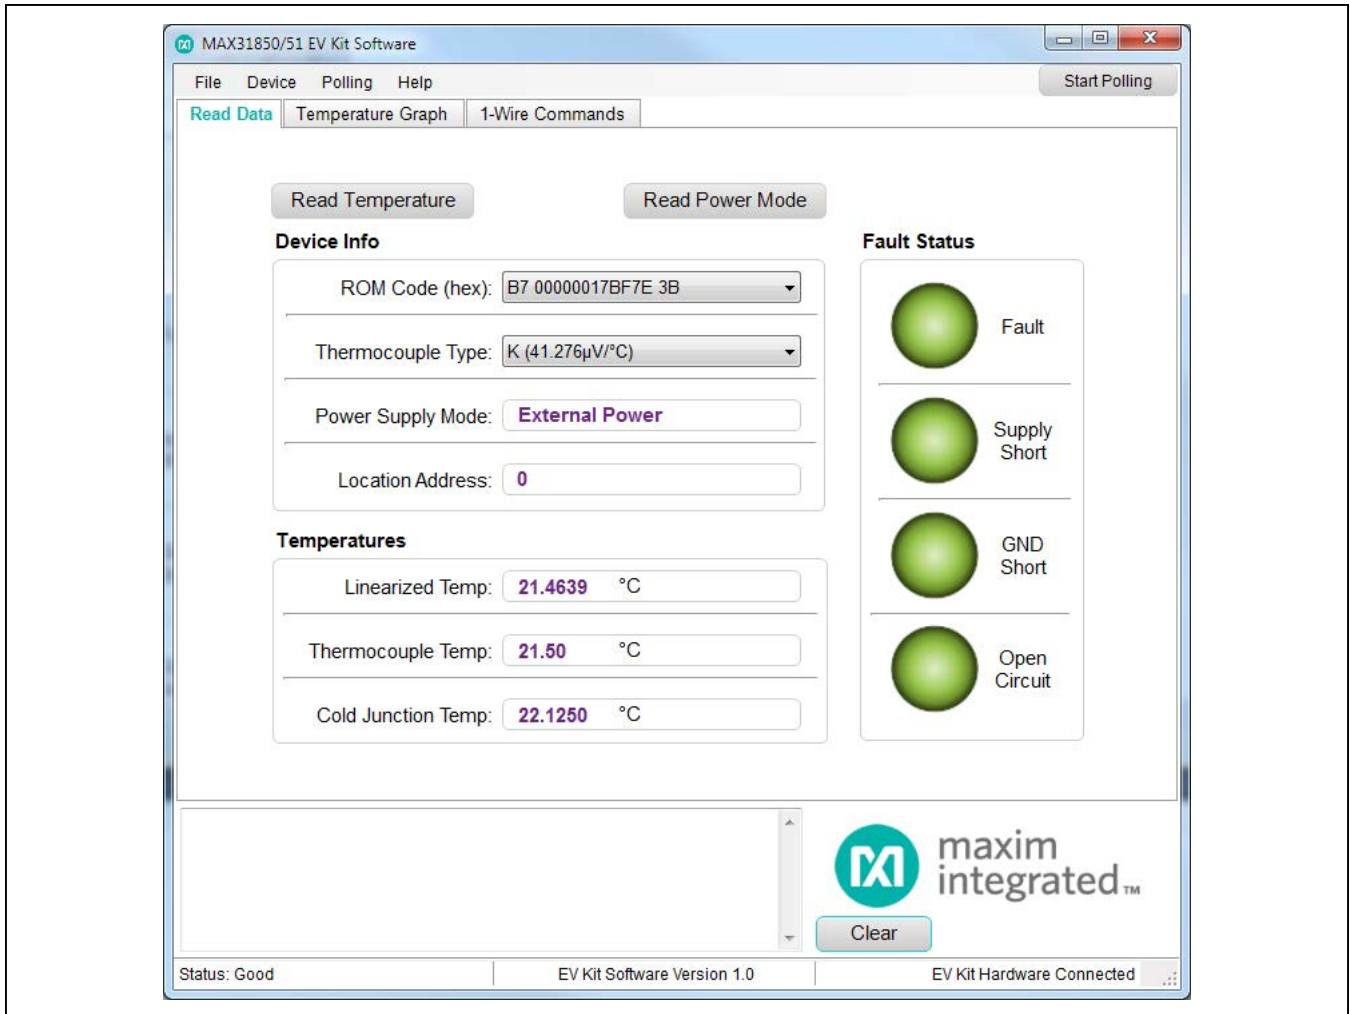 MAX31850/51 EV Kit Software
File Device Polling Help Start Polling
Read Data Temperature Graph 1-Wire Commands
Read Temperature Read Power Mode
Device Info
ROM Code (hex): B7 00000017BF7E 3B
Thermocouple Type: K (41.276µV/°C)
Power Supply Mode: External Power
Location Address: 0
Temperatures
Linearized Temp: 21.4639 °C
Thermocouple Temp: 21.50 °C
Cold Junction Temp: 22.1250 °C
Fault Status
Fault
Supply
Short
GND
Short
Open
Circuit
maxim
integrated™
Clear
Status: Good EV Kit Software Version 1.0 EV Kit Hardware Connected